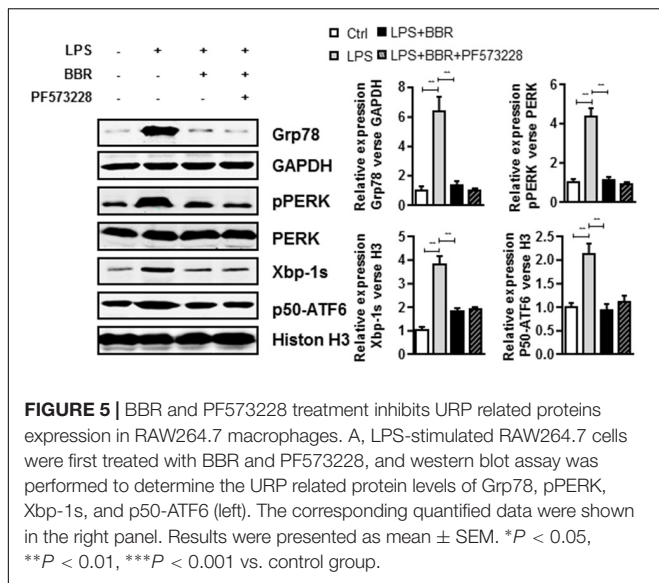 LPS - + + +
BBR - - + +
PF573228 - - - +
Grp78
GAPDH
pPERK
PERK
Xbp-1s
p50-ATF6
Histon H3
Ctrl LPS+BBR
LPS LPS+BBR+PF573228
Relative expression
Grp78 verse GAPDH
8
6
4
2
0
**
**
Relative expression
pPERK verse PERK
6
4
2
0
**
**
Relative expression
Xbp-1s verse H3
4
3
2
1
0
**
**
Relative expression
P50-ATF6 verse H3
2.5
2.0
1.5
1.0
0.5
0.0
**
**
FIGURE 5 | BBR and PF573228 treatment inhibits URP related proteins
expression in RAW264.7 macrophages. A, LPS-stimulated RAW264.7 cells
were first treated with BBR and PF573228, and western blot assay was
performed to determine the URP related protein levels of Grp78, pPERK,
Xbp-1s, and p50-ATF6 (left). The corresponding quantified data were shown
in the right panel. Results were presented as mean ± SEM. *P < 0.05,
**P < 0.01, ***P < 0.001 vs. control group.